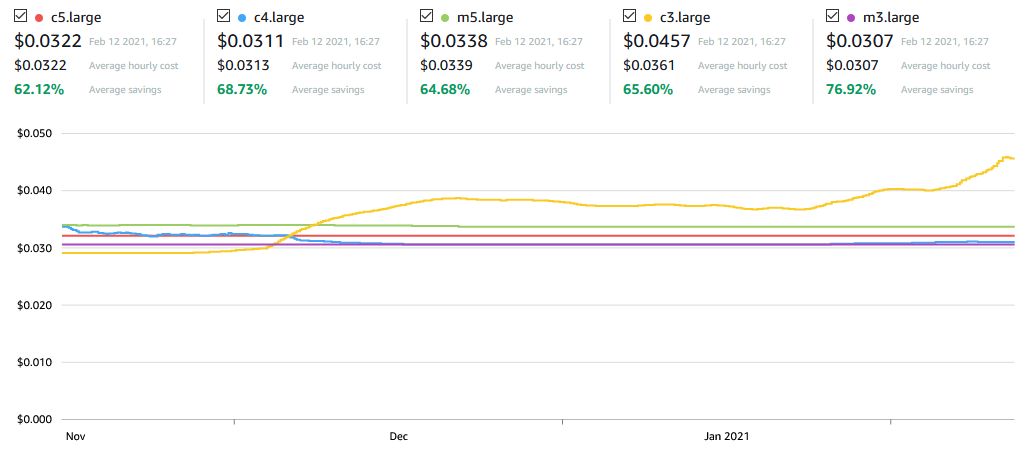 c5.large c4.large m5.large c3.large m3.large
$0.0322 Feb 12 2021, 16:27 $0.0311 Feb 12 2021, 16:27 $0.0338 Feb 12 2021, 16:27 $0.0457 Feb 12 2021, 16:27 $0.0307 Feb 12 2021, 16:27
$0.0322 Average hourly cost $0.0313 Average hourly cost $0.0339 Average hourly cost $0.0361 Average hourly cost $0.0307 Average hourly cost
62.12% Average savings 68.73% Average savings 64.68% Average savings 65.60% Average savings 76.92% Average savings
$0.050
$0.040
$0.030
$0.020
$0.010
$0.000
Nov Dec Jan 2021